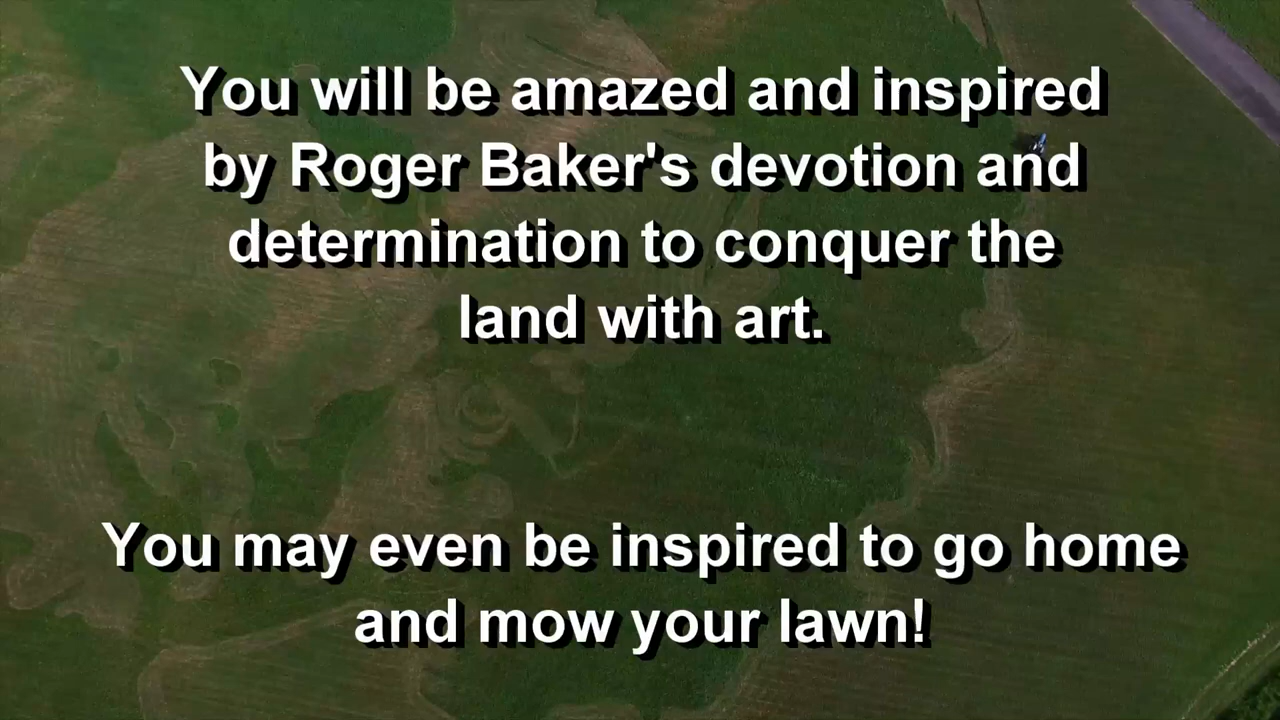 You will be amazed and inspired
by Roger Baker's devotion and
determination to conquer the
land with art.
You may even be inspired to go home
and mow your lawn!